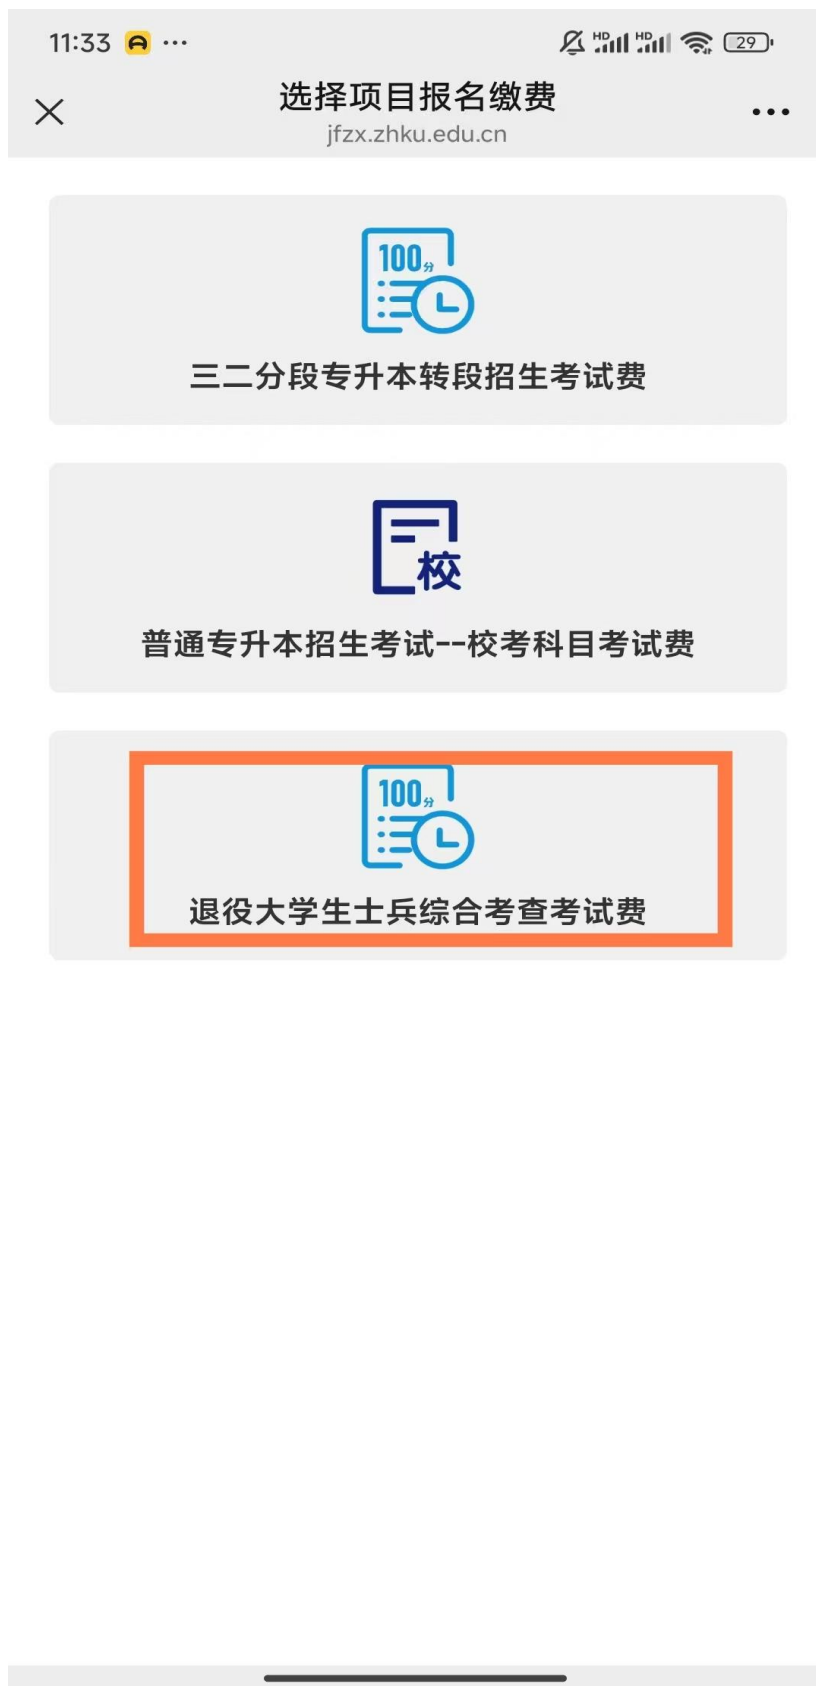 11:33
HD HD 29
选择项目报名缴费
jfzx.zhku.edu.cn
100分
三二分段专升本转段招生考试费
校
普通专升本招生考试--校考科目考试费
100分
退役大学生士兵综合考查考试费